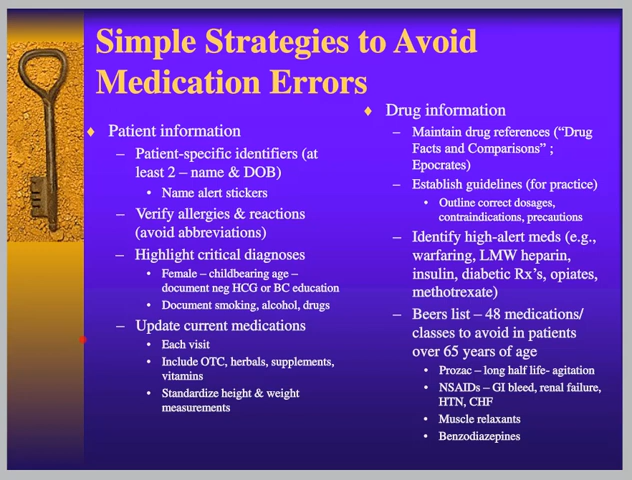 Simple Strategies to Avoid
Medication Errors
♦ Patient information
– Patient-specific identifiers (at
least 2 – name & DOB)
• Name alert stickers
– Verify allergies & reactions
(avoid abbreviations)
– Highlight critical diagnoses
• Female – childbearing age –
document neg HCG or BC education
• Document smoking, alcohol, drugs
– Update current medications
• Each visit
• Include OTC, herbals, supplements,
vitamins
• Standardize height & weight
measurements
♦ Drug information
– Maintain drug references (“Drug
Facts and Comparisons” ;
Epocrates)
– Establish guidelines (for practice)
• Outline correct dosages,
contraindications, precautions
– Identify high-alert meds (e.g.,
warfaring, LMW heparin,
insulin, diabetic Rx’s, opiates,
methotrexate)
– Beers list – 48 medications/
classes to avoid in patients
over 65 years of age
• Prozac – long half life- agitation
• NSAIDs – GI bleed, renal failure,
HTN, CHF
• Muscle relaxants
• Benzodiazepines